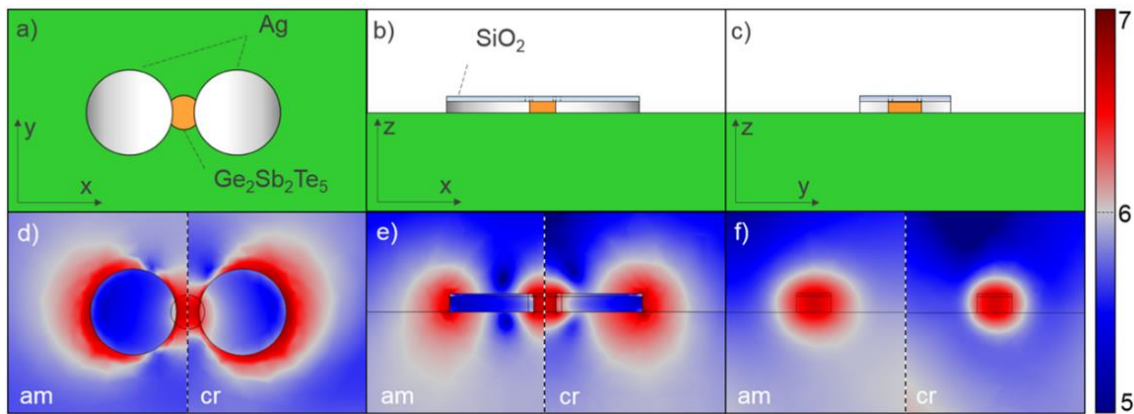 a)
Ag
y
x
Ge₂Sb₂Te₅
b)
SiO₂
z
x
c)
z
y
d)
am
cr
e)
am
cr
f)
am
cr
7
6
5